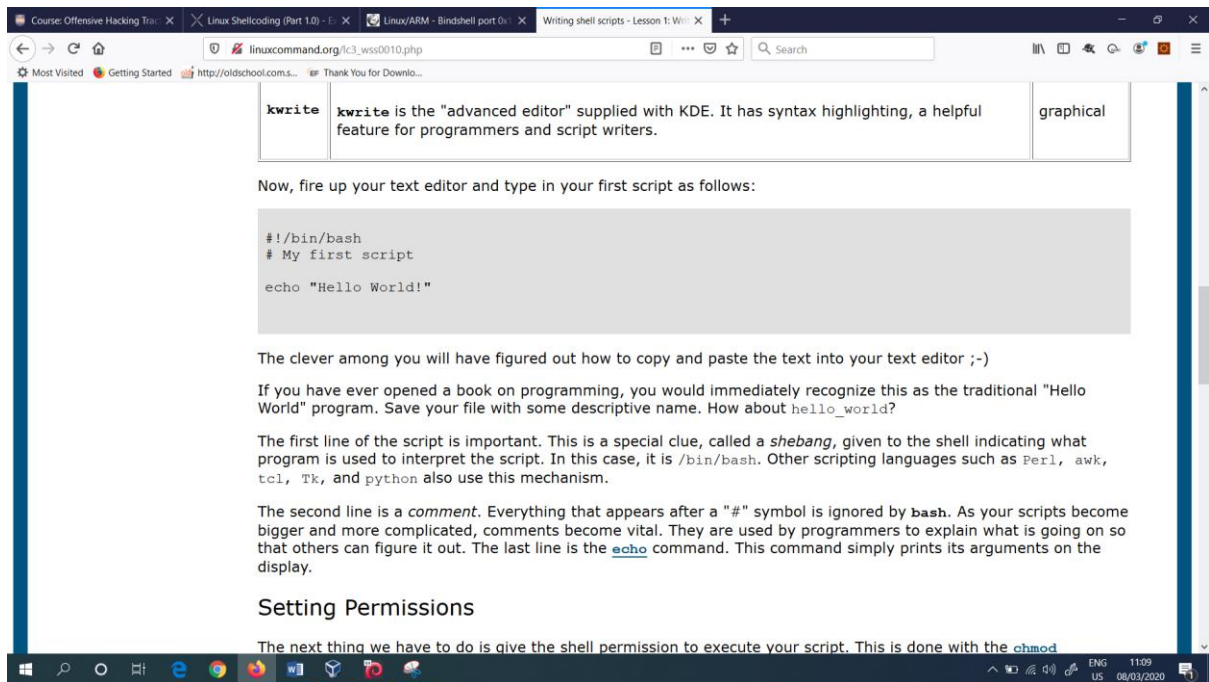 Course: Offensive Hacking Trac
Linux Shellcoding (Part 1.0) - Ex
Linux/ARM - Bindshell port 0x1
Writing shell scripts - Lesson 1: Wri
linuxcommand.org/lc3_wss0010.php
Search
Most Visited
Getting Started
http://oldschool.com.s...
EF Thank You for Downlo...
kwrite
kwrite is the "advanced editor" supplied with KDE. It has syntax highlighting, a helpful
feature for programmers and script writers.
graphical
Now, fire up your text editor and type in your first script as follows:
#!/bin/bash
# My first script
echo "Hello World!"
The clever among you will have figured out how to copy and paste the text into your text editor ;-)
If you have ever opened a book on programming, you would immediately recognize this as the traditional "Hello
World" program. Save your file with some descriptive name. How about hello_world?
The first line of the script is important. This is a special clue, called a shebang, given to the shell indicating what
program is used to interpret the script. In this case, it is /bin/bash. Other scripting languages such as Perl, awk,
tcl, Tk, and python also use this mechanism.
The second line is a comment. Everything that appears after a "#" symbol is ignored by bash. As your scripts become
bigger and more complicated, comments become vital. They are used by programmers to explain what is going on so
that others can figure it out. The last line is the echo command. This command simply prints its arguments on the
display.
Setting Permissions
The next thing we have to do is give the shell permission to execute your script. This is done with the chmod
ENG
US
11:09
08/03/2020